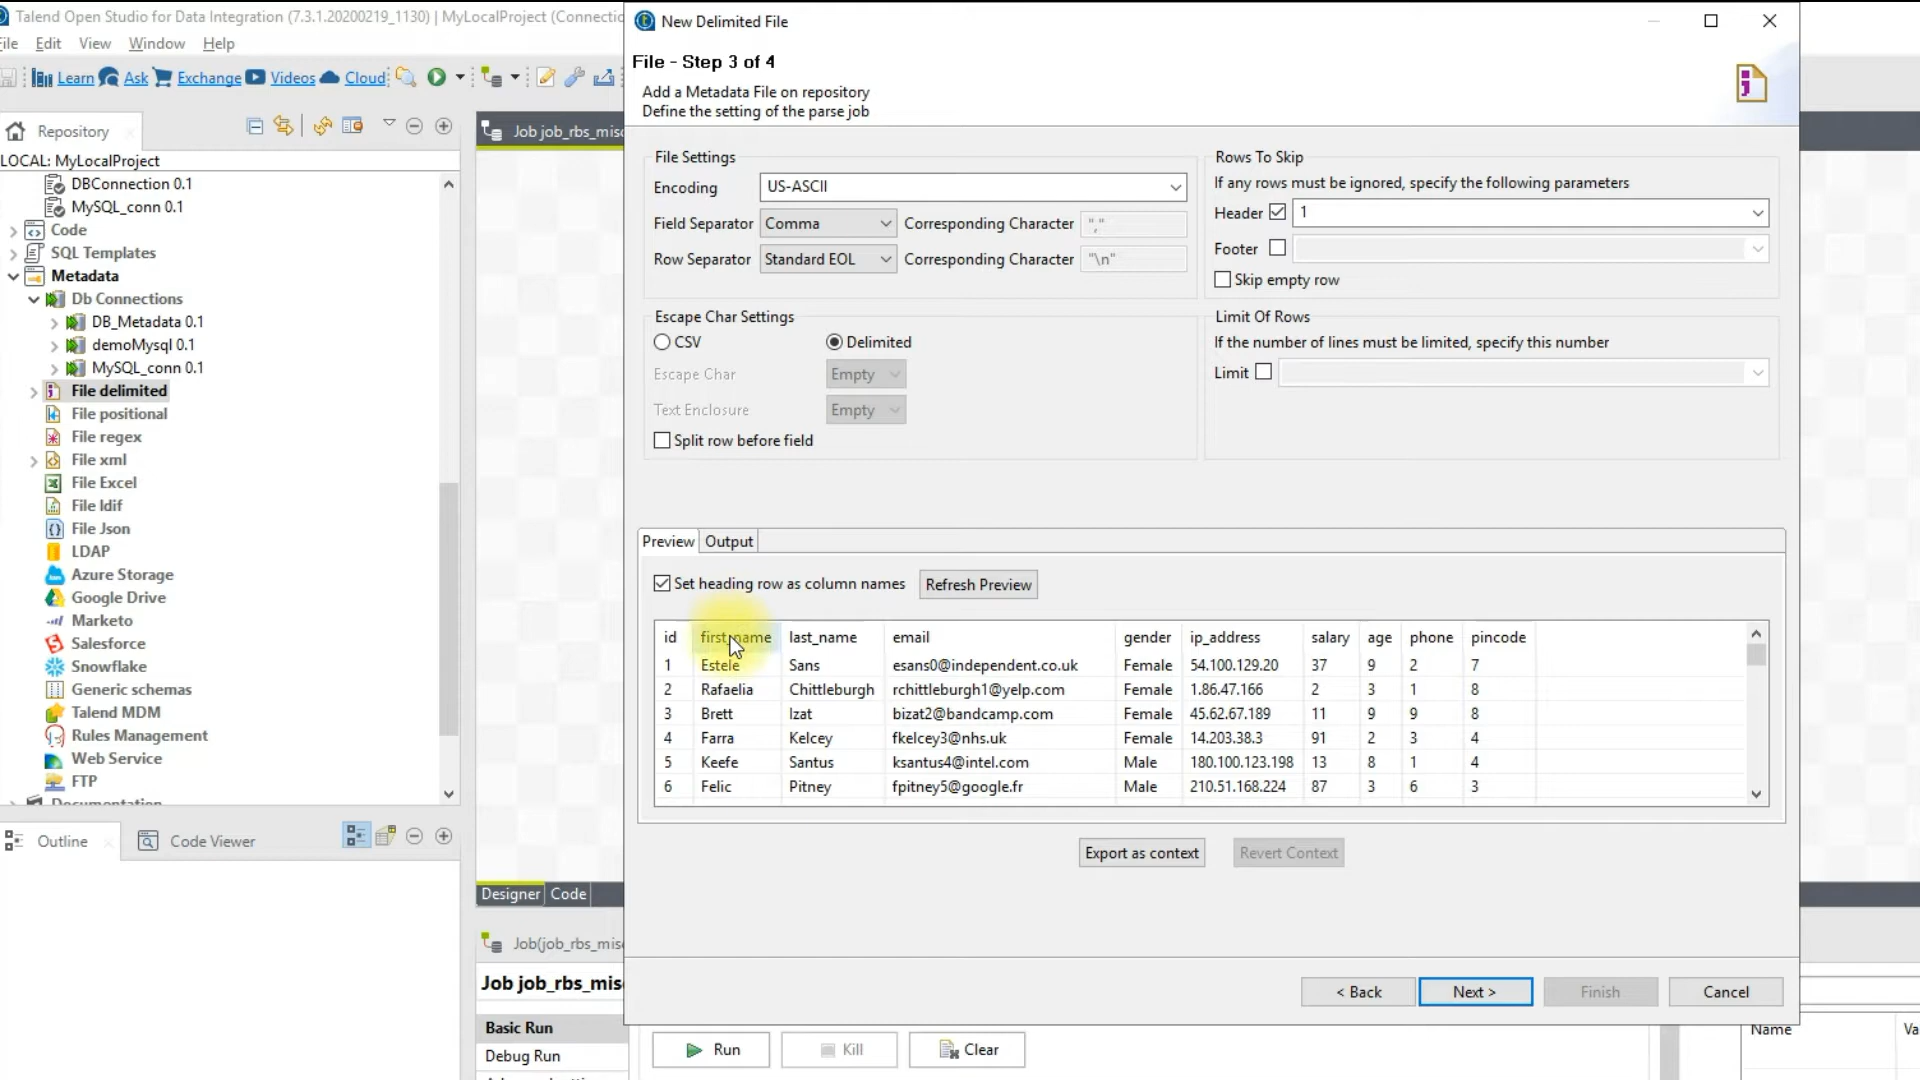 Talend Open Studio for Data Integration (7.3.1.20200219_1130) | MyLocalProject (Connectio
File Edit View Window Help
Learn Ask Exchange Videos Cloud
Repository
LOCAL: MyLocalProject
DBConnection 0.1
MySQL_conn 0.1
Code
SQL Templates
Metadata
Db Connections
DB_Metadata 0.1
demoMysql 0.1
MySQL_conn 0.1
File delimited
File positional
File regex
File xml
File Excel
File ldif
File Json
LDAP
Azure Storage
Google Drive
Marketo
Salesforce
Snowflake
Generic schemas
Talend MDM
Rules Management
Web Service
FTP
Documentation
Outline Code Viewer
Job job_rbs_misc
Designer Code
Job(job_rbs_misc
Job job_rbs_misc
Basic Run
Debug Run
Run Kill Clear
Name Va
New Delimited File
File - Step 3 of 4
Add a Metadata File on repository
Define the setting of the parse job
File Settings
Encoding US-ASCII
Field Separator Comma Corresponding Character ","
Row Separator Standard EOL Corresponding Character "\n"
Rows To Skip
If any rows must be ignored, specify the following parameters
Header 1
Footer
Skip empty row
Escape Char Settings
CSV Delimited
Escape Char Empty
Text Enclosure Empty
Split row before field
Limit Of Rows
If the number of lines must be limited, specify this number
Limit
Preview Output
Set heading row as column names Refresh Preview
id first_name last_name email gender ip_address salary age phone pincode
1 Estele Sans esans0@independent.co.uk Female 54.100.129.20 37 9 2 7
2 Rafaelia Chittleburgh rchittleburgh1@yelp.com Female 1.86.47.166 2 3 1 8
3 Brett Izat bizat2@bandcamp.com Female 45.62.67.189 11 9 9 8
4 Farra Kelcey fkelcey3@nhs.uk Female 14.203.38.3 91 2 3 4
5 Keefe Santus ksantus4@intel.com Male 180.100.123.198 13 8 1 4
6 Felic Pitney fpitney5@google.fr Male 210.51.168.224 87 3 6 3
Export as context Revert Context
< Back Next > Finish Cancel